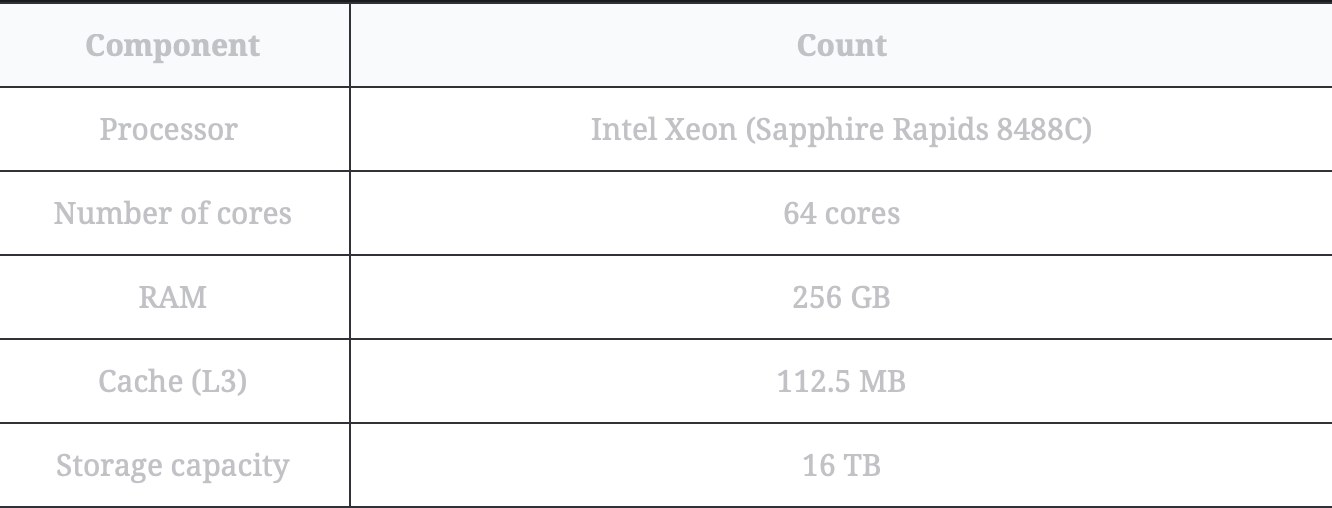 Component Count
Processor Intel Xeon (Sapphire Rapids 8488C)
Number of cores 64 cores
RAM 256 GB
Cache (L3) 112.5 MB
Storage capacity 16 TB